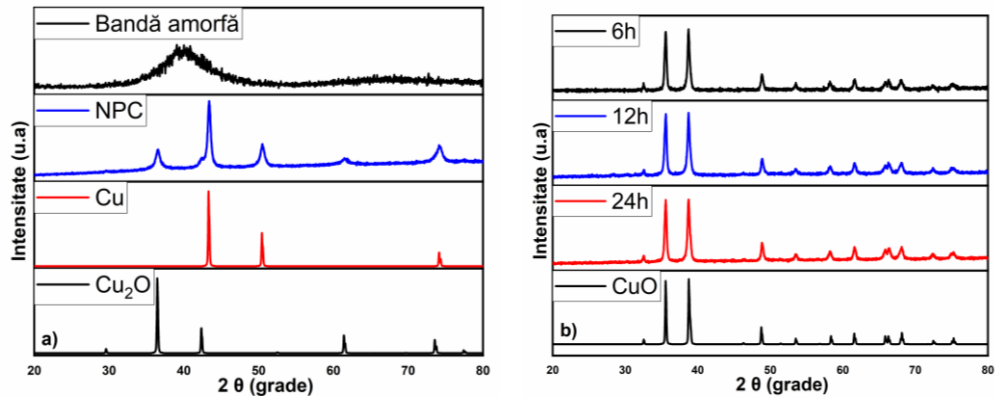 Bandă amorfă
NPC
Cu
Cu₂O
a)
Intensitate (u.a)
20 30 40 50 60 70 80
2 θ (grade)
6h
12h
24h
CuO
b)
Intensitate (u.a)
20 30 40 50 60 70 80
2 θ (grade)